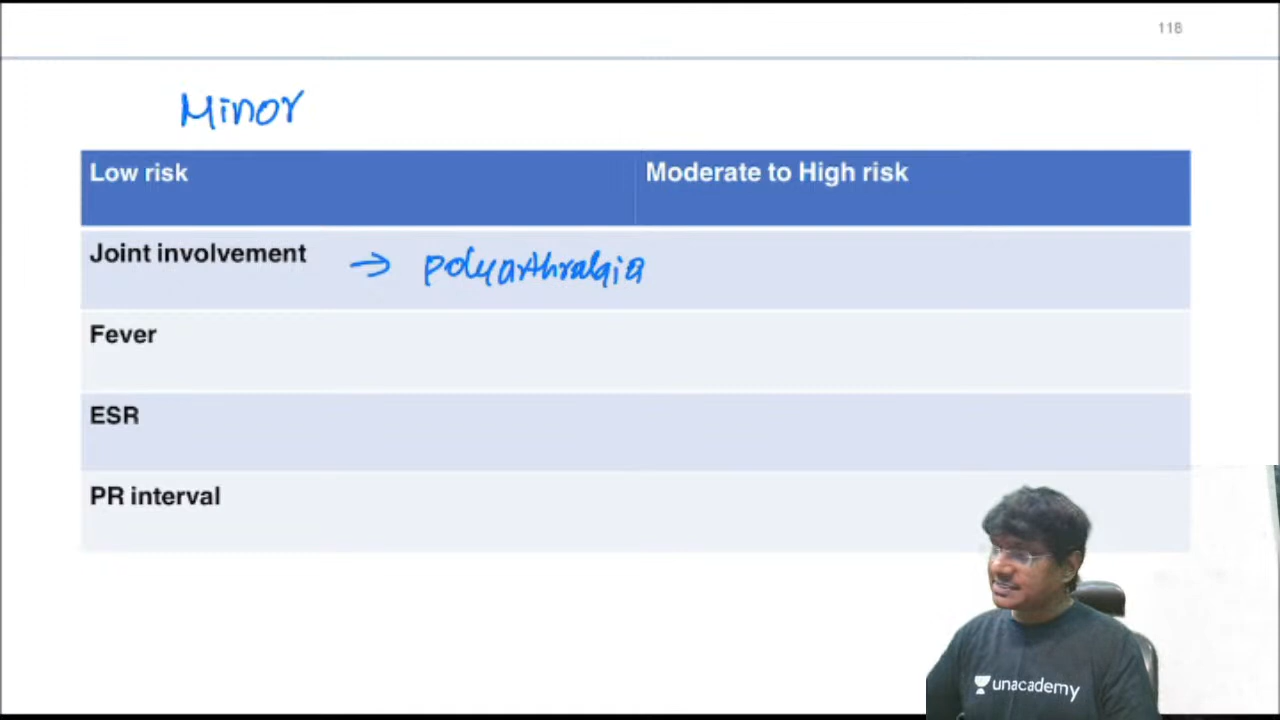 118
Minor
Low risk Moderate to High risk
Joint involvement → polyarthralgia
Fever
ESR
PR interval
unacademy